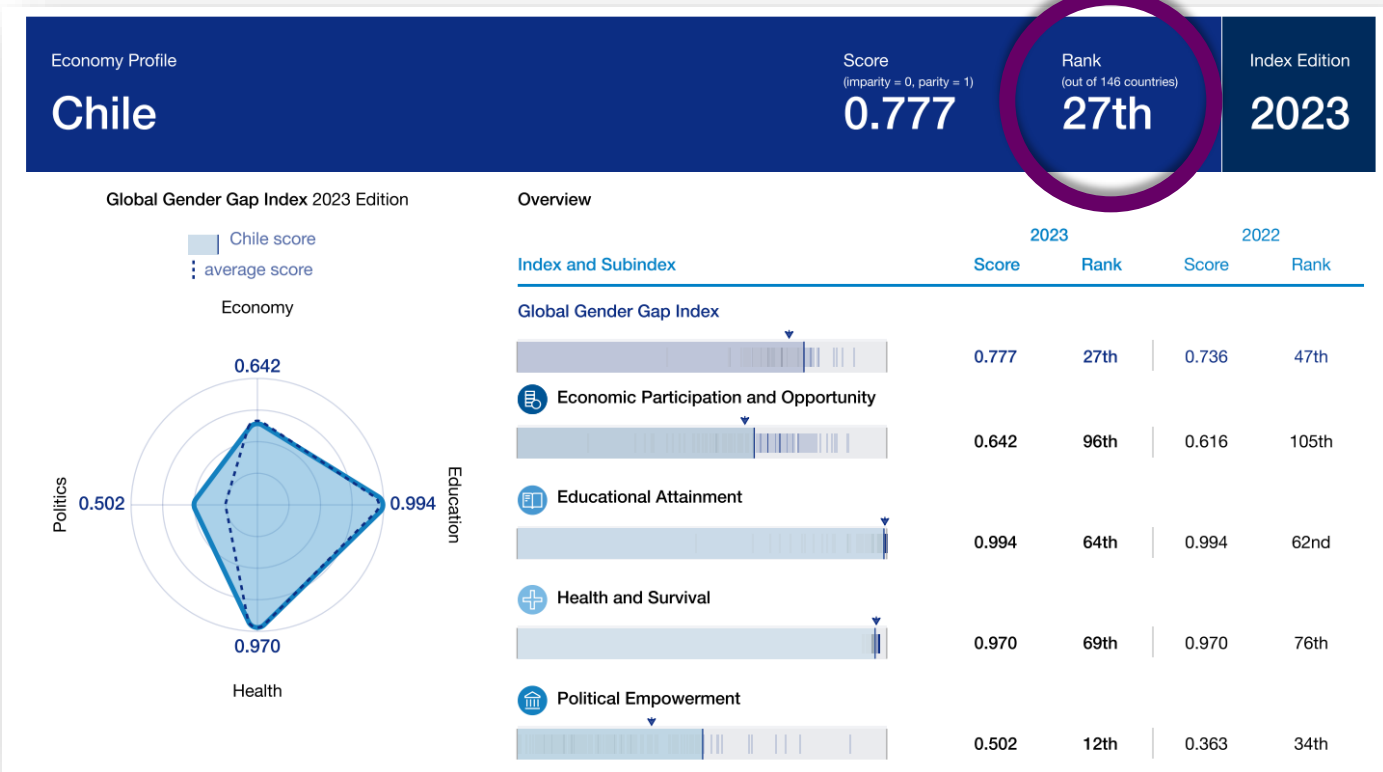 Economy Profile
Chile
Score
(imparity = 0, parity = 1)
0.777
Rank
(out of 146 countries)
27th
Index Edition
2023
Global Gender Gap Index 2023 Edition
Chile score
average score
Economy
0.642
Politics
0.502
0.994
Education
0.970
Health
Overview
2023 2022
Index and Subindex Score Rank Score Rank
Global Gender Gap Index
0.777 27th 0.736 47th
Economic Participation and Opportunity
0.642 96th 0.616 105th
Educational Attainment
0.994 64th 0.994 62nd
Health and Survival
0.970 69th 0.970 76th
Political Empowerment
0.502 12th 0.363 34th